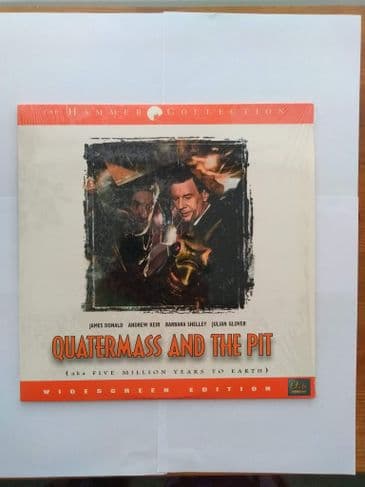 THE HAMMER COLLECTION
JAMES DONALD ANDREW KEIR BARBARA SHELLEY JULIAN GLOVER
QUATERMASS AND THE PIT
(aka FIVE MILLION YEARS TO EARTH)
WIDESCREEN EDITION